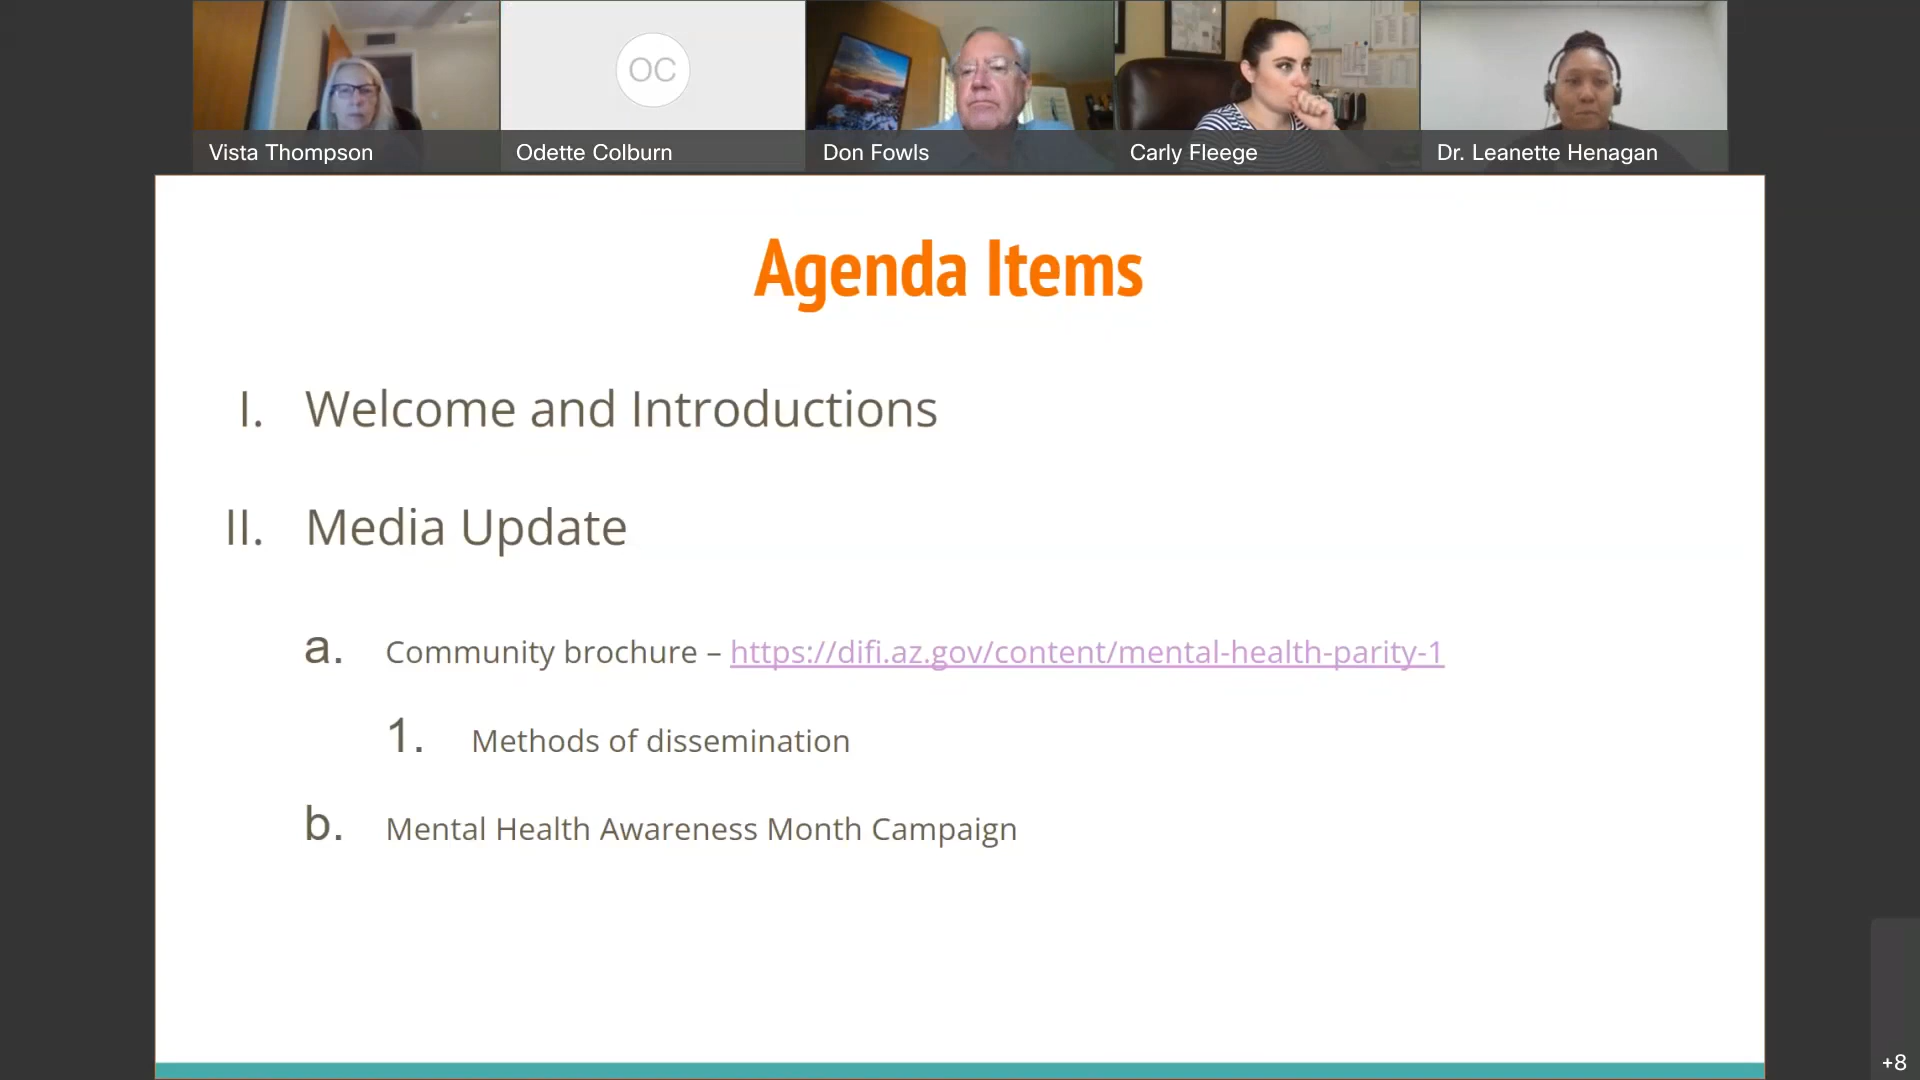 OC
Vista Thompson
Odette Colburn
Don Fowls
Carly Fleege
Dr. Leanette Henagan
Agenda Items
I. Welcome and Introductions
II. Media Update
a. Community brochure – https://difi.az.gov/content/mental-health-parity-1
1. Methods of dissemination
b. Mental Health Awareness Month Campaign
+8